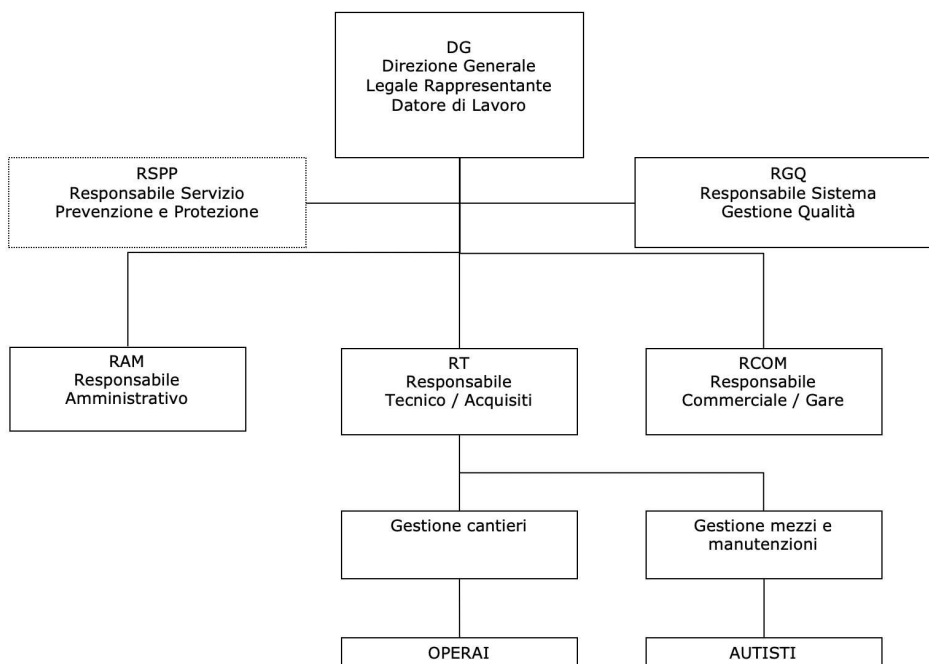 DG
Direzione Generale
Legale Rappresentante
Datore di Lavoro
RSPP
Responsabile Servizio
Prevenzione e Protezione
RGQ
Responsabile Sistema
Gestione Qualità
RAM
Responsabile
Amministrativo
RT
Responsabile
Tecnico / Acquisiti
RCOM
Responsabile
Commerciale / Gare
Gestione cantieri
Gestione mezzi e
manutenzioni
OPERAI
AUTISTI